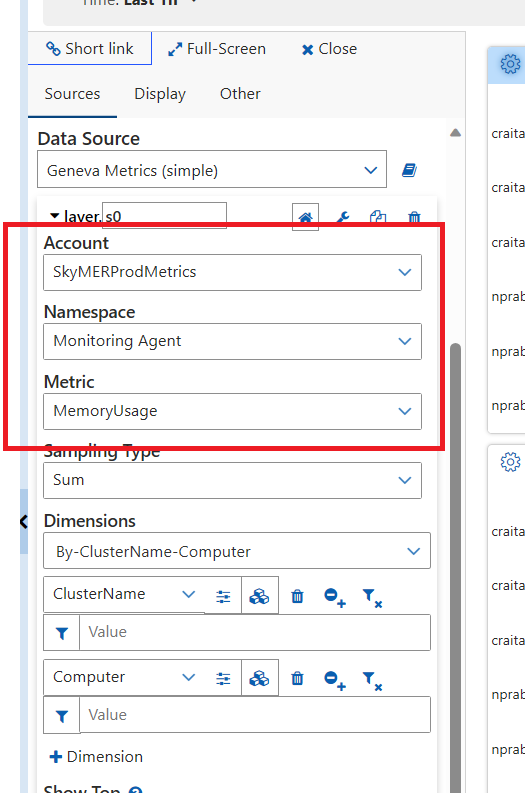 Time: Last 1h
Short link Full-Screen Close
Sources Display Other
Data Source
Geneva Metrics (simple)
layer. s0
Account
SkyMERProdMetrics
Namespace
Monitoring Agent
Metric
MemoryUsage
Sampling Type
Sum
Dimensions
By-ClusterName-Computer
ClusterName
Value
Computer
Value
+ Dimension
Show Top
craita
craita
craita
nprab
nprab
nprab
craita
craita
craita
nprab
nprab